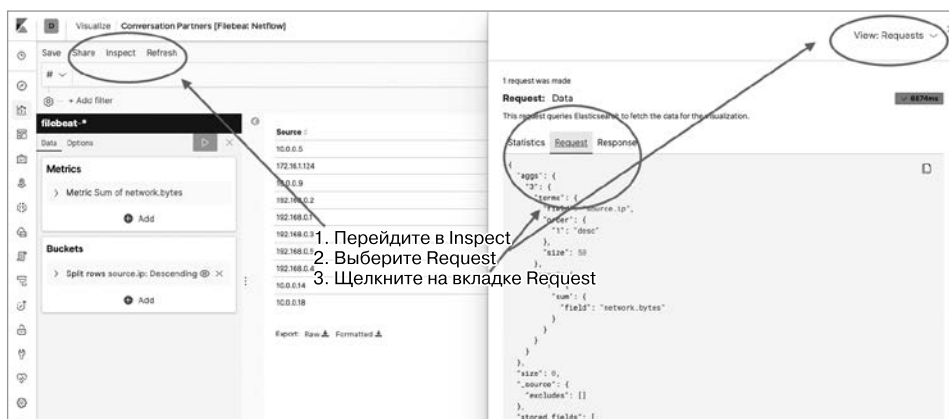 D Visualize Conversation Partners [Filebeat Netflow]
Save Share Inspect Refresh
#
+ Add filter
filebeat-*
Data Options
Metrics
> Metric Sum of network.bytes
Add
Buckets
> Split rows source.ip: Descending
Add
Source
10.0.0.5
172.16.1.124
10.0.0.9
192.168.0.2
192.168.0.1
192.168.0.3
192.168.0.5
192.168.0.4
10.0.0.14
10.0.0.18
Export: Raw Formatted
1. Перейдите в Inspect
2. Выберите Request
3. Щелкните на вкладке Request
View: Requests
1 request was made
Request: Data
6674ms
This request queries Elasticsearch to fetch the data for the visualization.
Statistics Request Response
{
"aggs": {
"3": {
"terms": {
"field": "source.ip",
"order": {
"1": "desc"
},
"size": 50
},
{
"sum": {
"field": "network.bytes"
}
}
}
}
},
"size": 0,
"_source": {
"excludes": []
},
"stored_fields": [